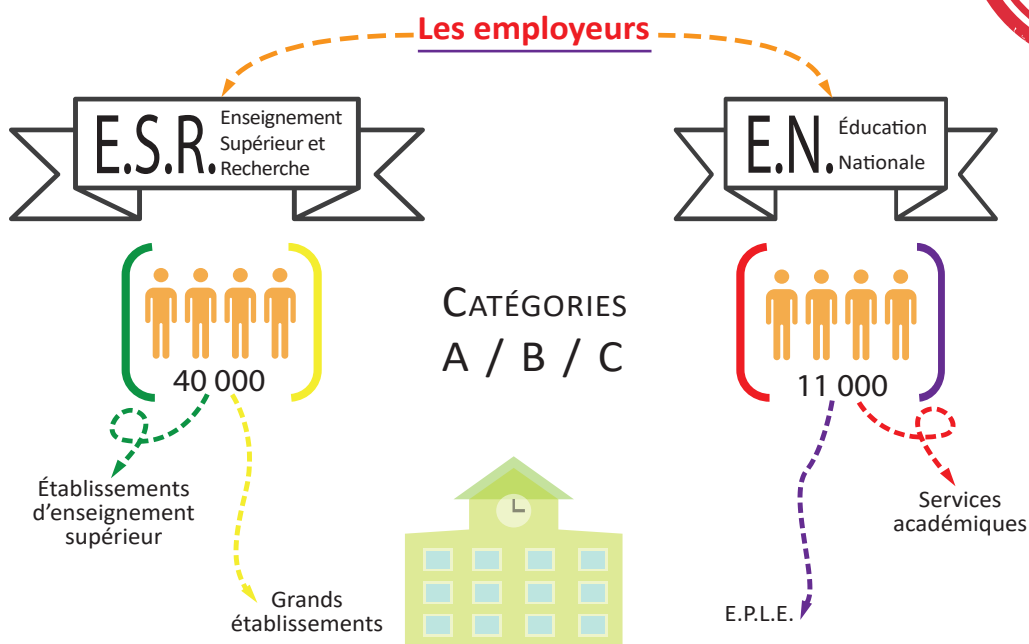 Les employeurs
E.S.R.
Enseignement
Supérieur et
Recherche
E.N.
Éducation
Nationale
CATÉGORIES
A / B / C
40 000
11 000
Établissements
d’enseignement
supérieur
Grands
établissements
Services
académiques
E.P.L.E.